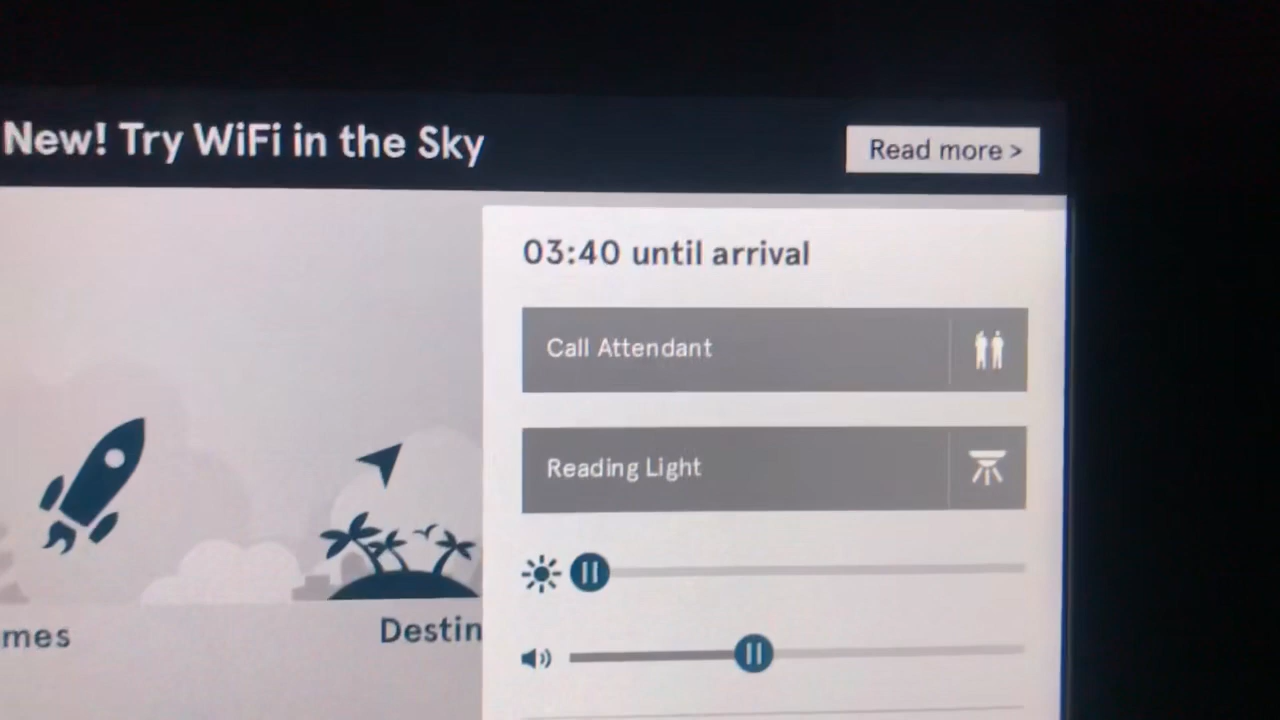 New! Try WiFi in the Sky
Read more >
03:40 until arrival
Call Attendant
Reading Light
mes
Destin